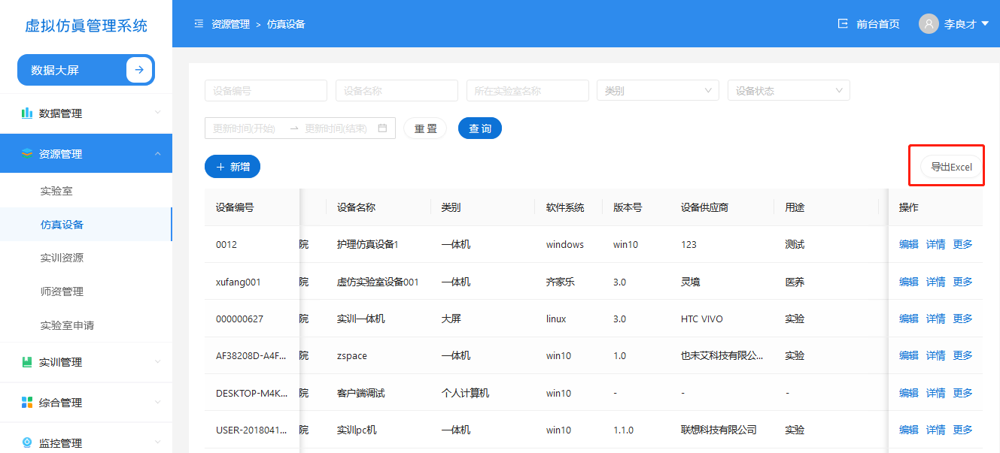 虚拟仿真管理系统
资源管理 > 仿真设备
前台首页
李良才
数据大屏
数据管理
资源管理
实验室
仿真设备
实训资源
师资管理
实验室申请
实训管理
综合管理
监控管理
设备编号 设备名称 所在实验室名称 类别 设备状态
更新时间(开始) → 更新时间(结束) 重置 查询
+ 新增 导出Excel
设备编号 设备名称 类别 软件系统 版本号 设备供应商 用途 操作
0012 院 护理仿真设备1 一体机 windows win10 123 测试 编辑 详情 更多
xufang001 院 虚仿实验室设备001 一体机 齐家乐 3.0 灵境 医养 编辑 详情 更多
000000627 院 实训一体机 大屏 linux 3.0 HTC VIVO 实验 编辑 详情 更多
AF38208D-A4F... 院 zspace 一体机 win10 1.0 也未艾科技有限公... 实验 编辑 详情 更多
DESKTOP-M4K... 院 客户端调试 个人计算机 win10 - - - 编辑 详情 更多
USER-2018041... 院 实训pc机 一体机 win10 1.1.0 联想科技有限公司 实验 编辑 详情 更多